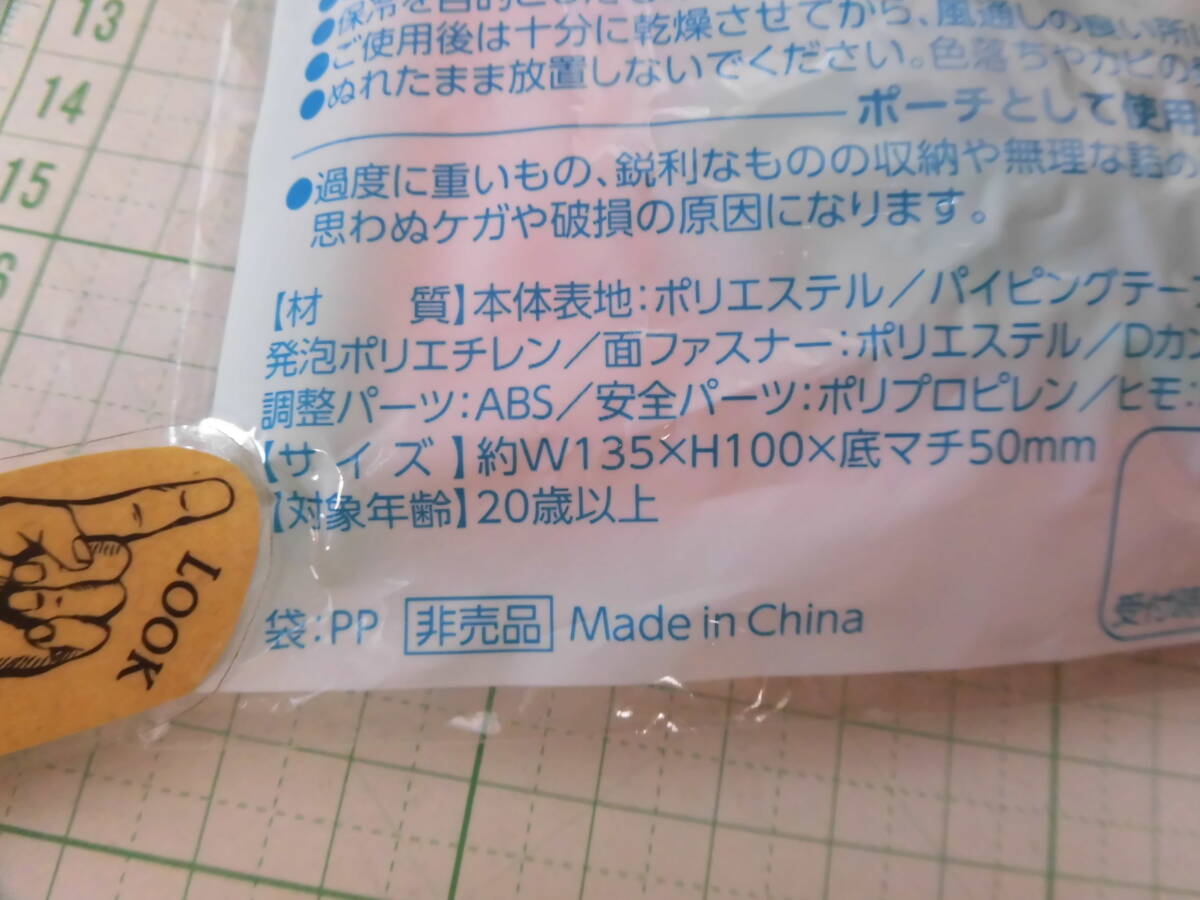 13
14
15
6
●保冷を目的とした
●ご使用後は十分に乾燥させてから、風通しの良い所
●ぬれたまま放置しないでください。色落ちやカビの
ポーチとして使用
●過度に重いもの、鋭利なものの収納や無理な詰め
思わぬケガや破損の原因になります。
【材　質】本体表地:ポリエステル/パイピングテー
発泡ポリエチレン/面ファスナー:ポリエステル/Dカン
調整パーツ:ABS/安全パーツ:ポリプロピレン/ヒモ:
【サイズ】約W135×H100×底マチ50mm
【対象年齢】20歳以上
袋:PP 非売品 Made in China
LOOK